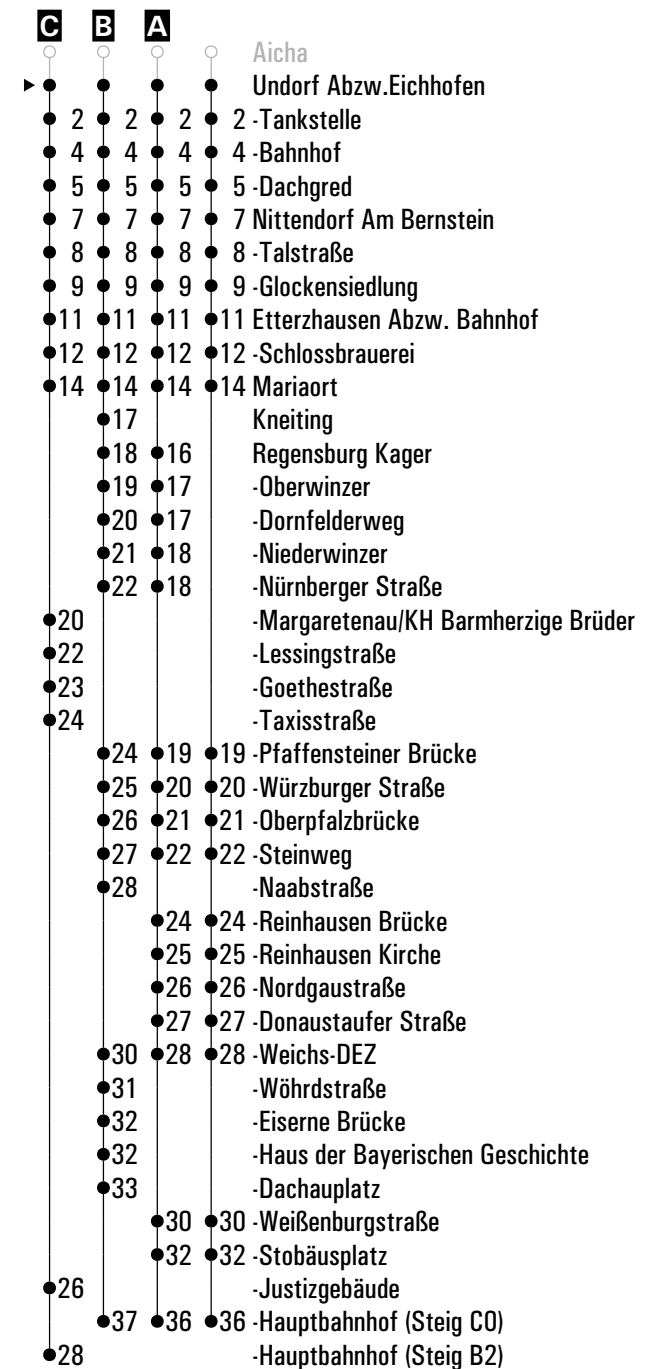 C B A
Aicha
Undorf Abzw.Eichhofen
2 2 2 2 -Tankstelle
4 4 4 4 -Bahnhof
5 5 5 5 -Dachgred
7 7 7 7 Nittendorf Am Bernstein
8 8 8 8 -Talstraße
9 9 9 9 -Glockensiedlung
11 11 11 11 Etterzhausen Abzw. Bahnhof
12 12 12 12 -Schlossbrauerei
14 14 14 14 Mariaort
17 Kneiting
18 16 Regensburg Kager
19 17 -Oberwinzer
20 17 -Dornfelderweg
21 18 -Niederwinzer
22 18 -Nürnberger Straße
20 -Margaretenau/KH Barmherzige Brüder
22 -Lessingstraße
23 -Goethestraße
24 -Taxisstraße
24 19 19 -Pfaffensteiner Brücke
25 20 20 -Würzburger Straße
26 21 21 -Oberpfalzbrücke
27 22 22 -Steinweg
28 -Naabstraße
24 24 -Reinhausen Brücke
25 25 -Reinhausen Kirche
26 26 -Nordgaustraße
27 27 -Donaustaufer Straße
30 28 28 -Weichs-DEZ
31 -Wöhrdstraße
32 -Eiserne Brücke
32 -Haus der Bayerischen Geschichte
33 -Dachauplatz
30 30 -Weißenburgstraße
32 32 -Stobäusplatz
26 -Justizgebäude
37 36 36 -Hauptbahnhof (Steig C0)
28 -Hauptbahnhof (Steig B2)